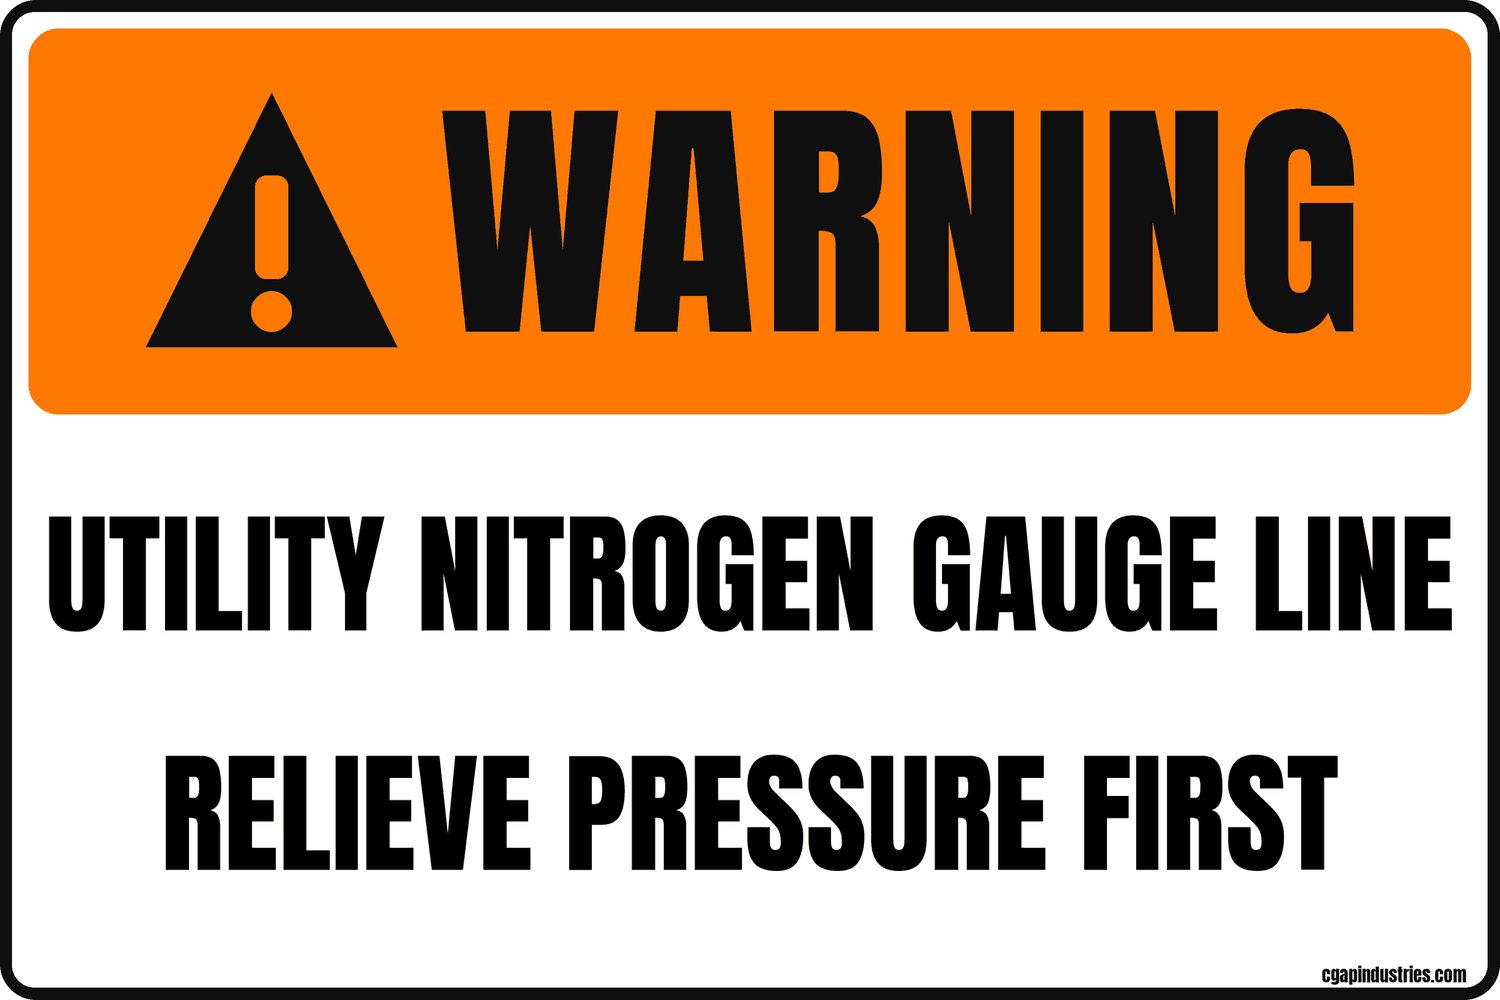 WARNING
UTILITY NITROGEN GAUGE LINE
RELIEVE PRESSURE FIRST
cgapindustries.com